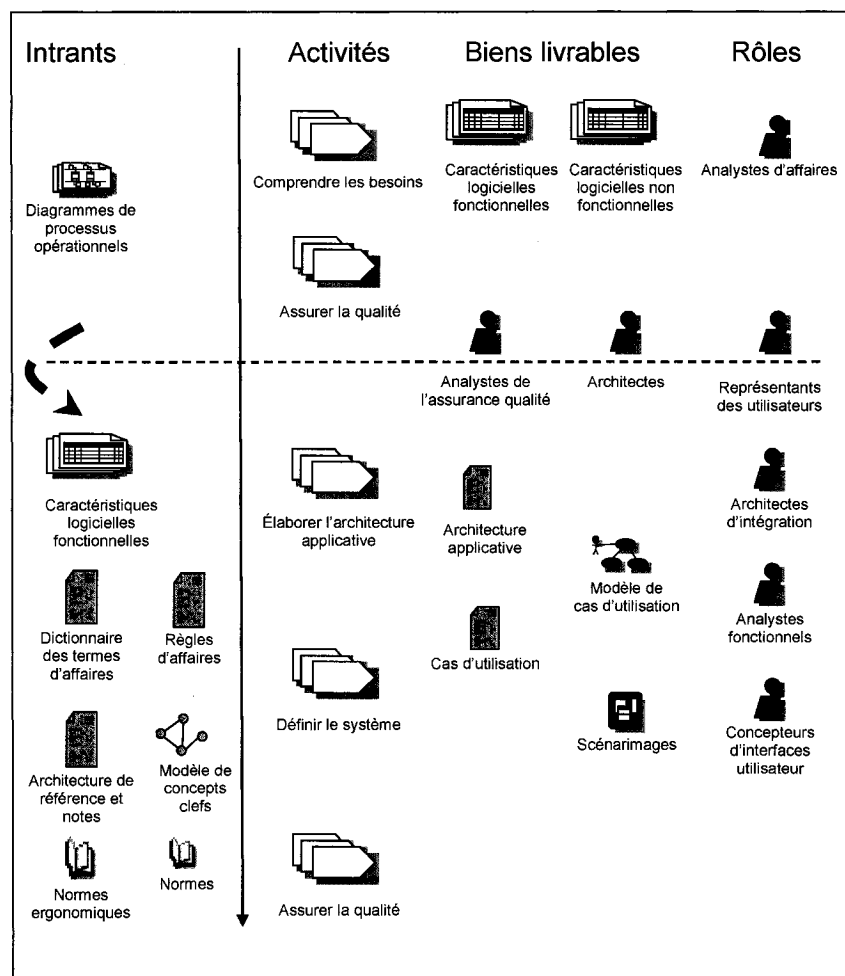 Intrants
Activités
Biens livrables
Rôles
Diagrammes de
processus
opérationnels
Comprendre les besoins
Caractéristiques
logicielles
fonctionnelles
Caractéristiques
logicielles non
fonctionnelles
Analystes d'affaires
Assurer la qualité
Analystes de
l'assurance qualité
Architectes
Représentants
des utilisateurs
Caractéristiques
logicielles
fonctionnelles
Élaborer l'architecture
applicative
Architecture
applicative
Modèle de
cas d'utilisation
Architectes
d'intégration
Dictionnaire
des termes
d'affaires
Règles
d'affaires
Cas d'utilisation
Analystes
fonctionnels
Définir le système
Scénarimages
Concepteurs
d'interfaces
utilisateur
Architecture de
référence et
notes
Modèle de
concepts
clefs
Normes
ergonomiques
Normes
Assurer la qualité